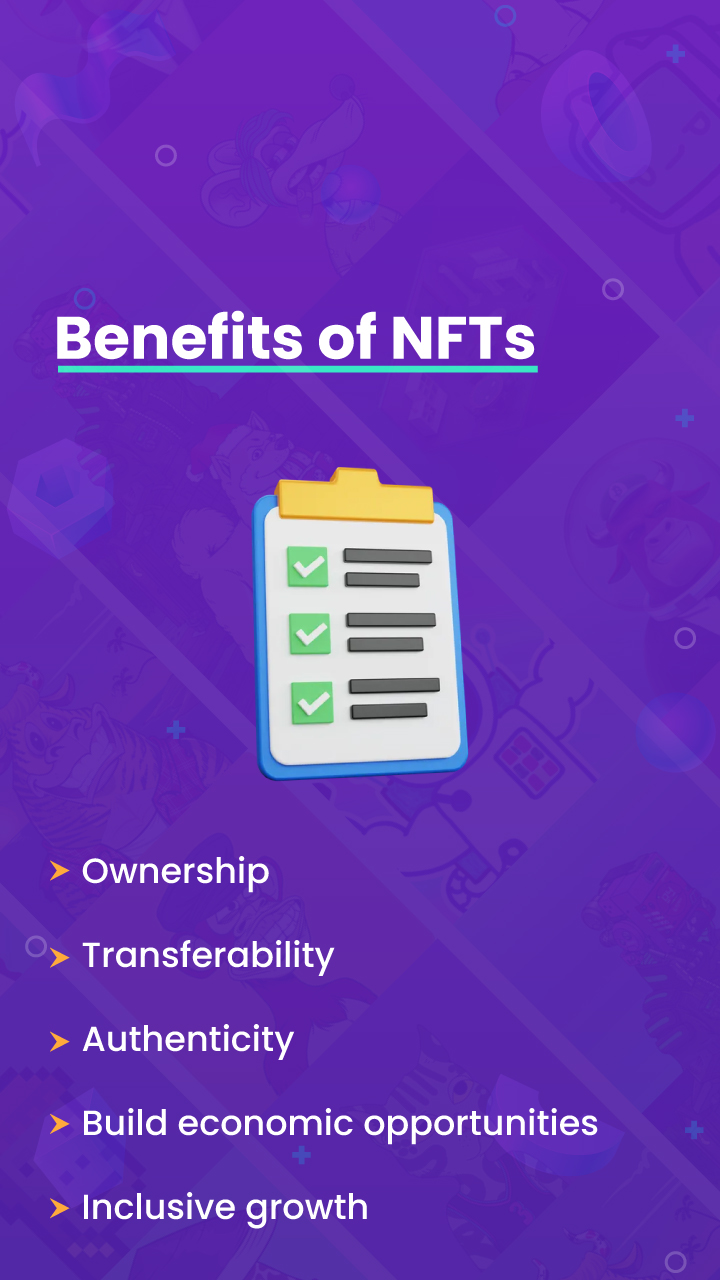 Benefits of NFTs
Ownership
Transferability
Authenticity
Build economic opportunities
Inclusive growth